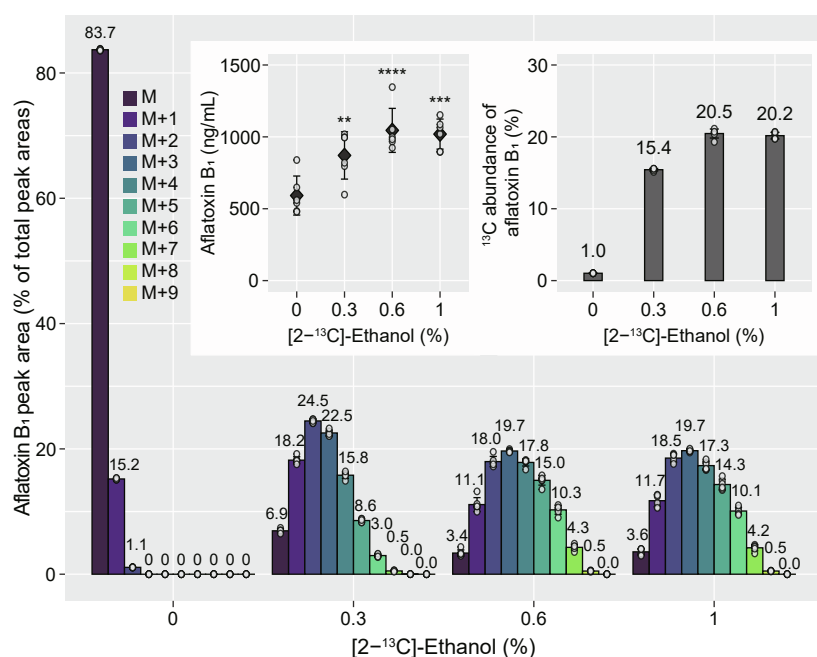 Aflatoxin B₁ peak area (% of total peak areas)
80
60
40
20
0
83.7
15.2
1.1
0 0 0 0 0 0 0
6.9
18.2
24.5
22.5
15.8
8.6
3.0
0.5
0.0
0.0
3.4
11.1
18.0
19.7
17.8
15.0
10.3
4.3
0.5
0.0
3.6
11.7
18.5
19.7
17.3
14.3
10.1
4.2
0.5
0.0
0 0.3 0.6 1
[2−¹³C]-Ethanol (%)
M
M+1
M+2
M+3
M+4
M+5
M+6
M+7
M+8
M+9
Aflatoxin B₁ (ng/mL)
1500
1000
500
0
**
****
***
0 0.3 0.6 1
[2−¹³C]-Ethanol (%)
¹³C abundance of
aflatoxin B₁ (%)
30
20
10
0
1.0
15.4
20.5
20.2
0 0.3 0.6 1
[2−¹³C]-Ethanol (%)